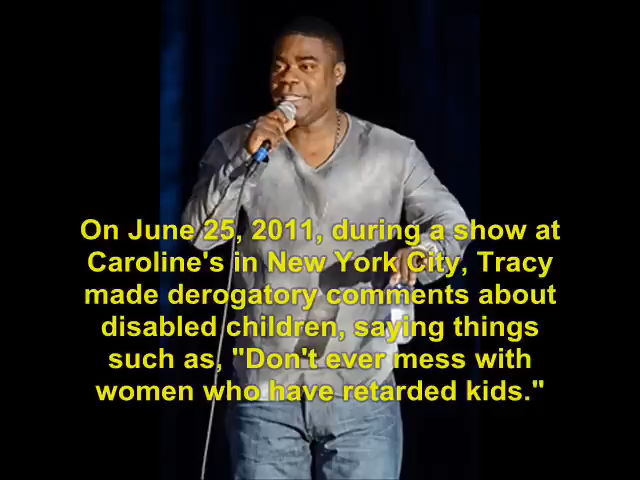 On June 25, 2011, during a show at
Caroline's in New York City, Tracy
made derogatory comments about
disabled children, saying things
such as, "Don't ever mess with
women who have retarded kids."